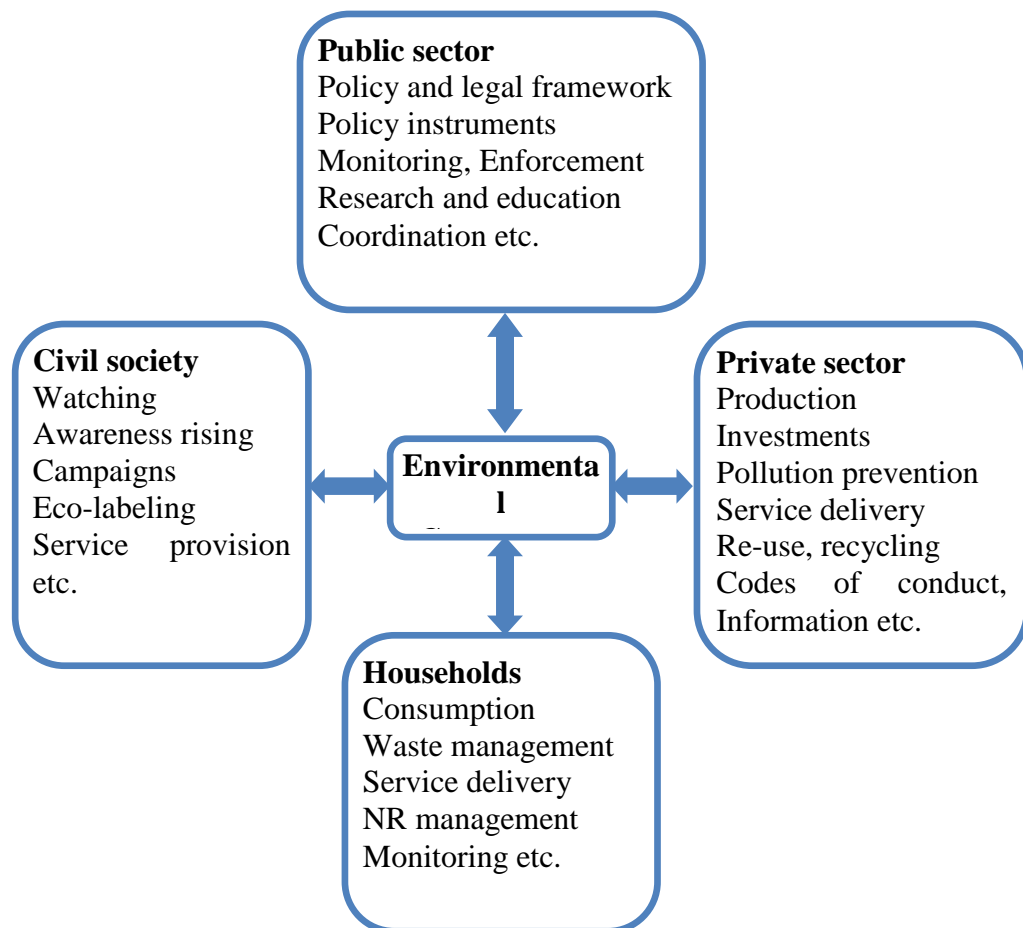 Public sector
Policy and legal framework
Policy instruments
Monitoring, Enforcement
Research and education
Coordination etc.
Civil society
Watching
Awareness rising
Campaigns
Eco-labeling
Service provision
etc.
Environmenta
l
Private sector
Production
Investments
Pollution prevention
Service delivery
Re-use, recycling
Codes of conduct,
Information etc.
Households
Consumption
Waste management
Service delivery
NR management
Monitoring etc.